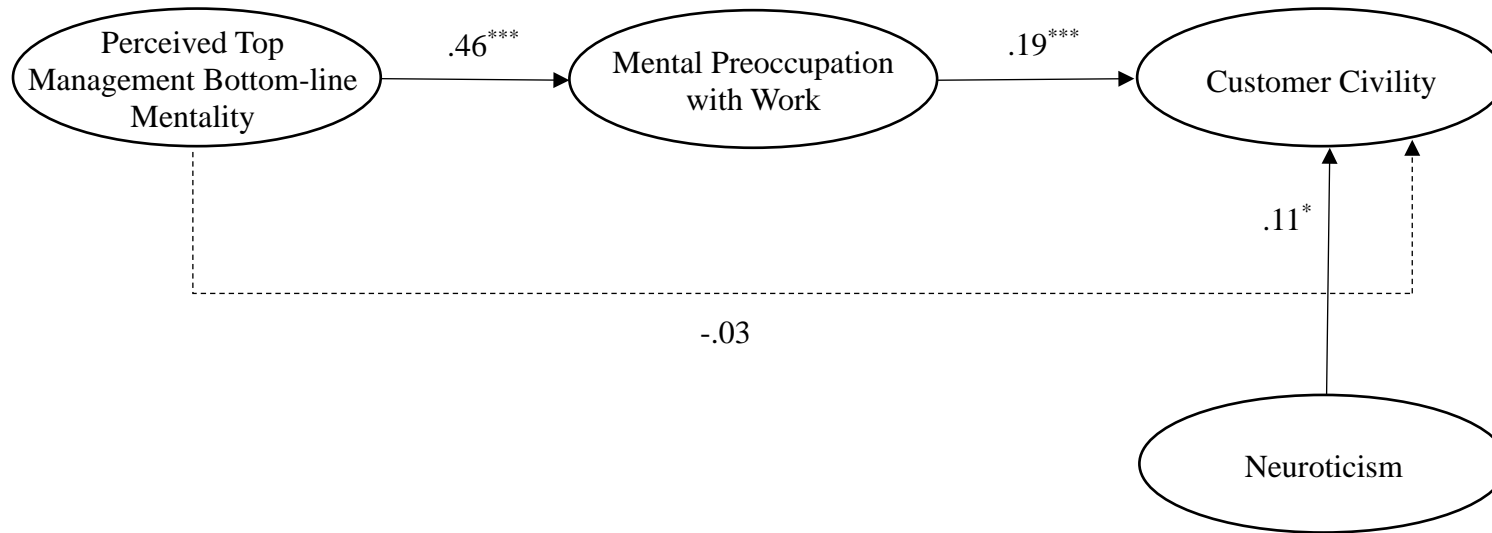 Perceived Top
Management Bottom-line
Mentality
.46***
Mental Preoccupation
with Work
.19***
Customer Civility
.11*
-.03
Neuroticism